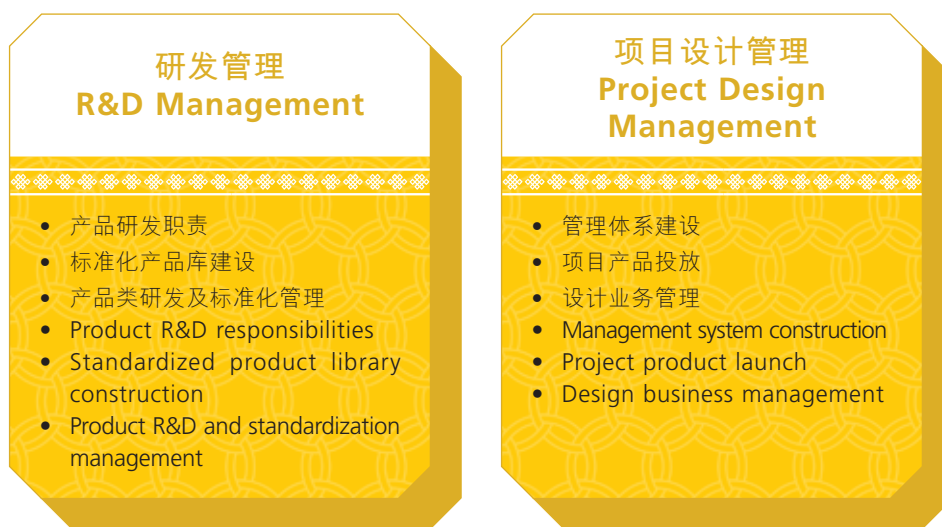 研发管理
R&D Management
• 产品研发职责
• 标准化产品库建设
• 产品类研发及标准化管理
• Product R&D responsibilities
• Standardized product library
construction
• Product R&D and standardization
management
项目设计管理
Project Design
Management
• 管理体系建设
• 项目产品投放
• 设计业务管理
• Management system construction
• Project product launch
• Design business management